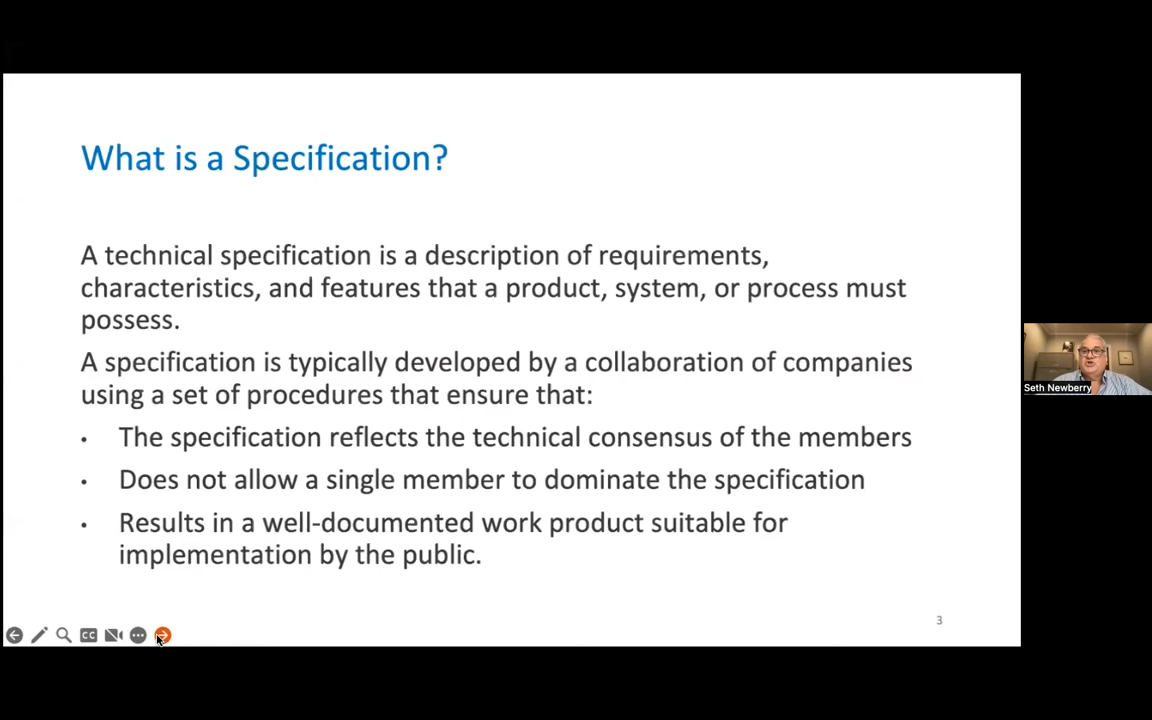 What is a Specification?
A technical specification is a description of requirements,
characteristics, and features that a product, system, or process must
possess.
A specification is typically developed by a collaboration of companies
using a set of procedures that ensure that:
• The specification reflects the technical consensus of the members
• Does not allow a single member to dominate the specification
• Results in a well-documented work product suitable for
implementation by the public.
3
CC
Seth Newberry